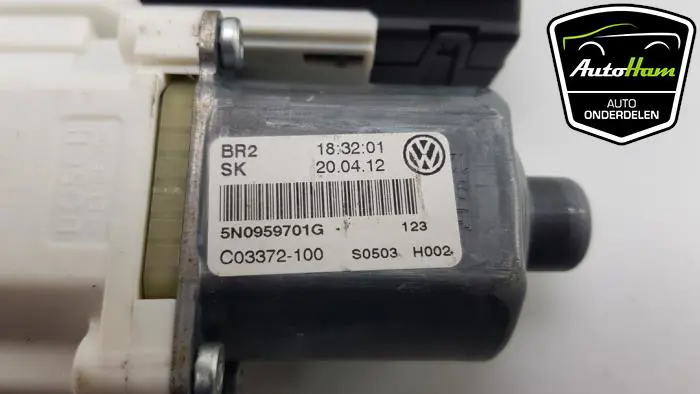 AutoHam
AUTO
ONDERDELEN
BR2 18:32:01
SK 20.04.12
5N0959701G - 123
C03372-100 S0503 H002